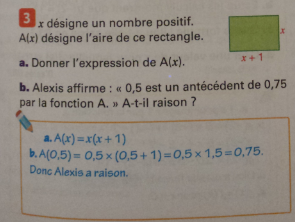 3 x désigne un nombre positif.
A(x) désigne l'aire de ce rectangle.
x
x + 1
a. Donner l'expression de A(x).
b. Alexis affirme : « 0,5 est un antécédent de 0,75
par la fonction A. » A-t-il raison ?
a. A(x) = x(x + 1)
b. A(0,5) = 0,5 × (0,5 + 1) = 0,5 × 1,5 = 0,75.
Donc Alexis a raison.